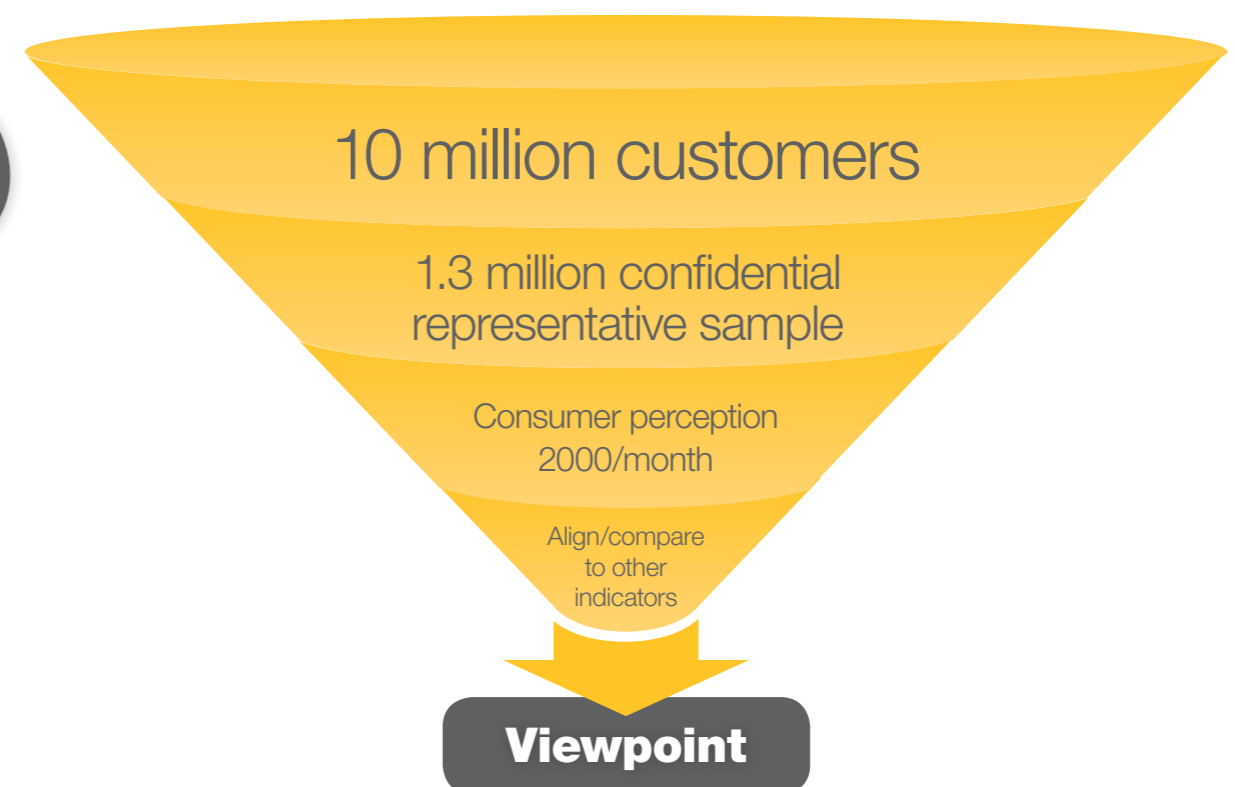 10 million customers
1.3 million confidential
representative sample
Consumer perception
2000/month
Align/compare
to other
indicators
Viewpoint